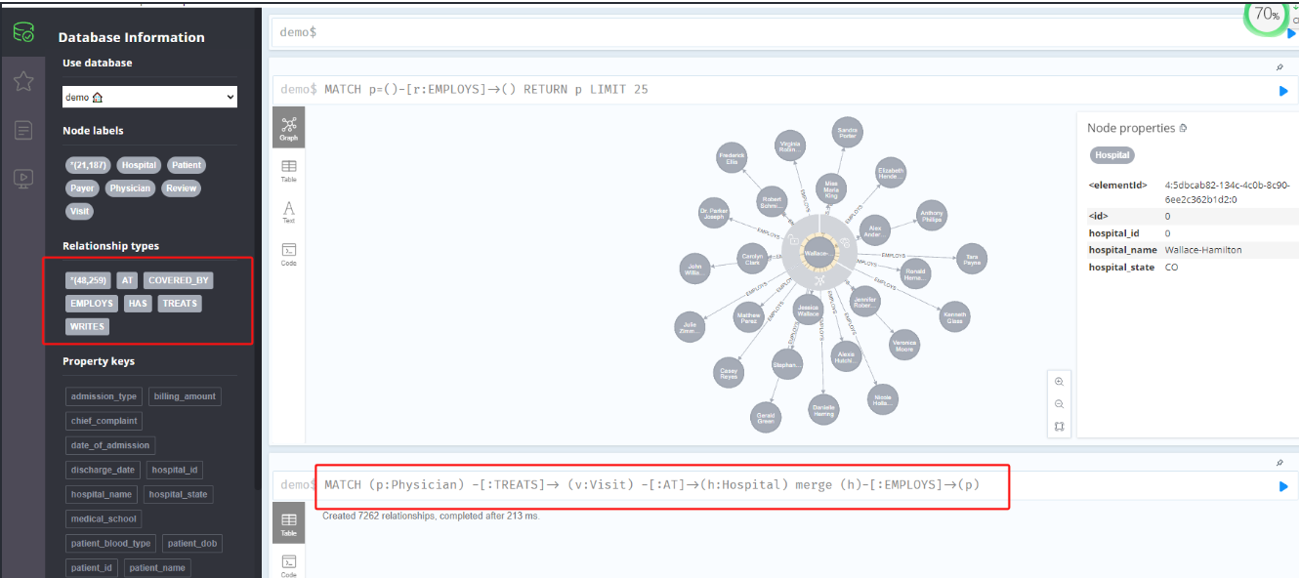 70%
Database Information
Use database
demo
Node labels
*(21,187) Hospital Patient
Payer Physician Review
Visit
Relationship types
*(48,259) AT COVERED_BY
EMPLOYS HAS TREATS
WRITES
Property keys
admission_type billing_amount
chief_complaint
date_of_admission
discharge_date hospital_id
hospital_name hospital_state
medical_school
patient_blood_type patient_dob
patient_id patient_name
demo$
demo$ MATCH p=()-[r:EMPLOYS]→() RETURN p LIMIT 25
Graph
Table
Text
Code
Sandra Porter
Virginia Robin...
Frederick Ellis
Elizabeth Hende...
Miss Maria King
Robert Schmi...
Dr. Parker Joseph
Anthony Phillips
Alex Ander...
Wallace-...
Carolyn Clark
Tara Payne
John Willia...
Ronald Herna...
Jennifer Rober...
Jessica Wallace
Matthew Perez
Kenneth Glass
Julie Zimm...
Veronica Moore
Alexis Hutchi...
Stephan...
Casey Reyes
Nicole Halle...
Danielle Herring
Gerald Green
EMPLOYS
Node properties
Hospital
<elementId> 4:5dbcab82-134c-4c0b-8c90-
6ee2c362b1d2:0
<id> 0
hospital_id 0
hospital_name Wallace-Hamilton
hospital_state CO
demo$ MATCH (p:Physician) -[:TREATS]→ (v:Visit) -[:AT]→(h:Hospital) merge (h)-[:EMPLOYS]→(p)
Table
Code
Created 7262 relationships, completed after 213 ms.